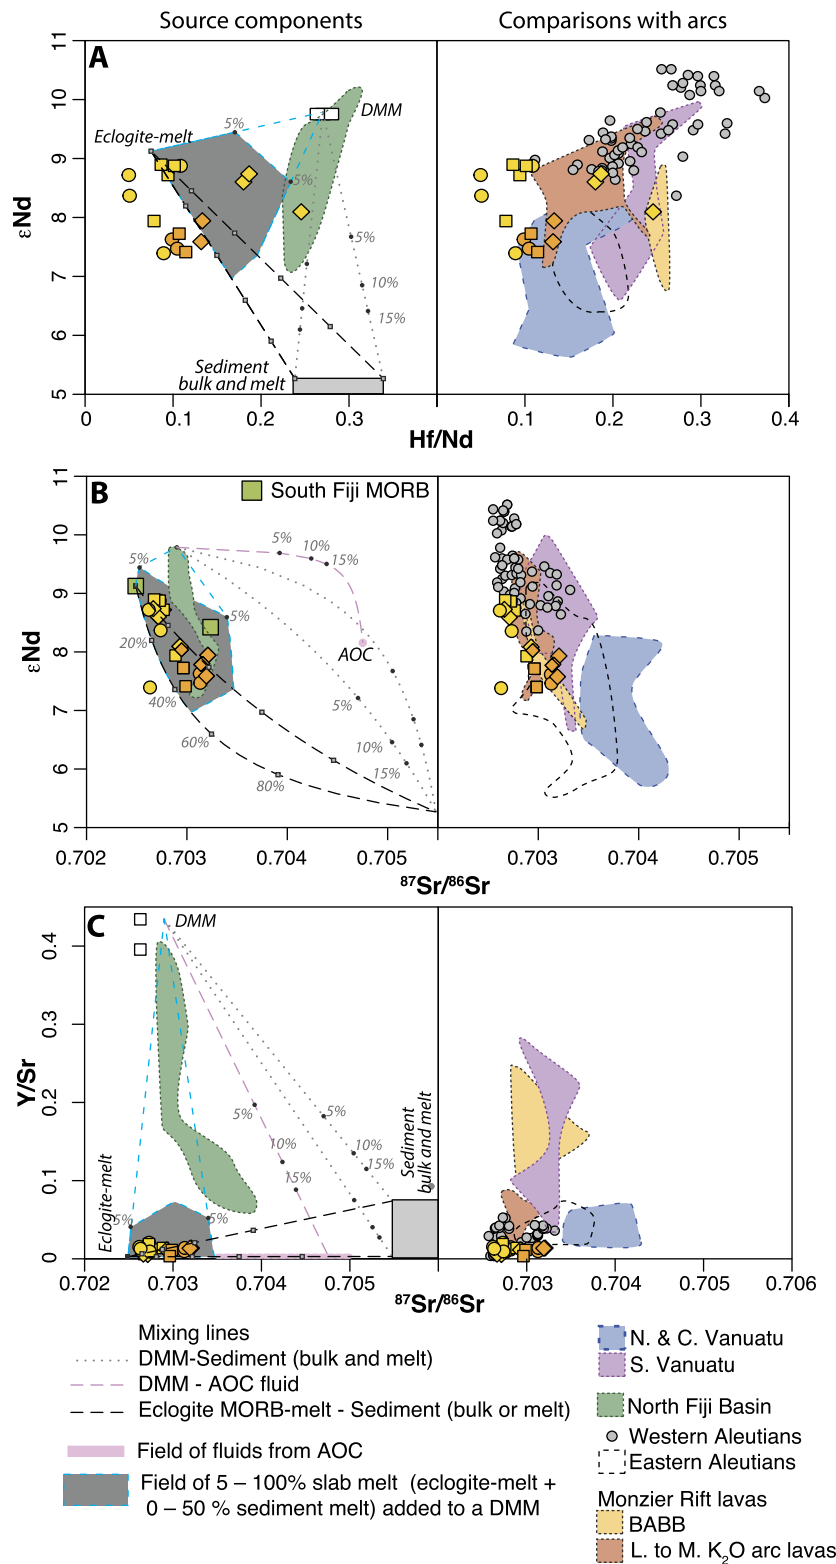 Source components
Comparisons with arcs
A
11
10
9
8
7
6
5
εNd
0
0.1
0.2
0.3
0.1
0.2
0.3
0.4
Hf/Nd
Eclogite-melt
5%
DMM
5%
5%
10%
15%
Sediment
bulk and melt
B
South Fiji MORB
11
10
9
8
7
6
5
εNd
5%
5%
10%
15%
5%
20%
AOC
40%
5%
60%
10%
80%
15%
0.702
0.703
0.704
0.705
0.703
0.704
0.705
87Sr/86Sr
C
DMM
0.4
0.3
0.2
0.1
0
Y/Sr
5%
5%
10%
10%
15%
15%
Sediment
bulk and melt
Eclogite-melt
5%
5%
0.702
0.703
0.704
0.705
0.703
0.704
0.705
0.706
87Sr/86Sr
Mixing lines
DMM-Sediment (bulk and melt)
DMM - AOC fluid
Eclogite MORB-melt - Sediment (bulk or melt)
Field of fluids from AOC
Field of 5 – 100% slab melt (eclogite-melt +
0 – 50 % sediment melt) added to a DMM
N. & C. Vanuatu
S. Vanuatu
North Fiji Basin
Western Aleutians
Eastern Aleutians
Monzier Rift lavas
BABB
L. to M. K2O arc lavas